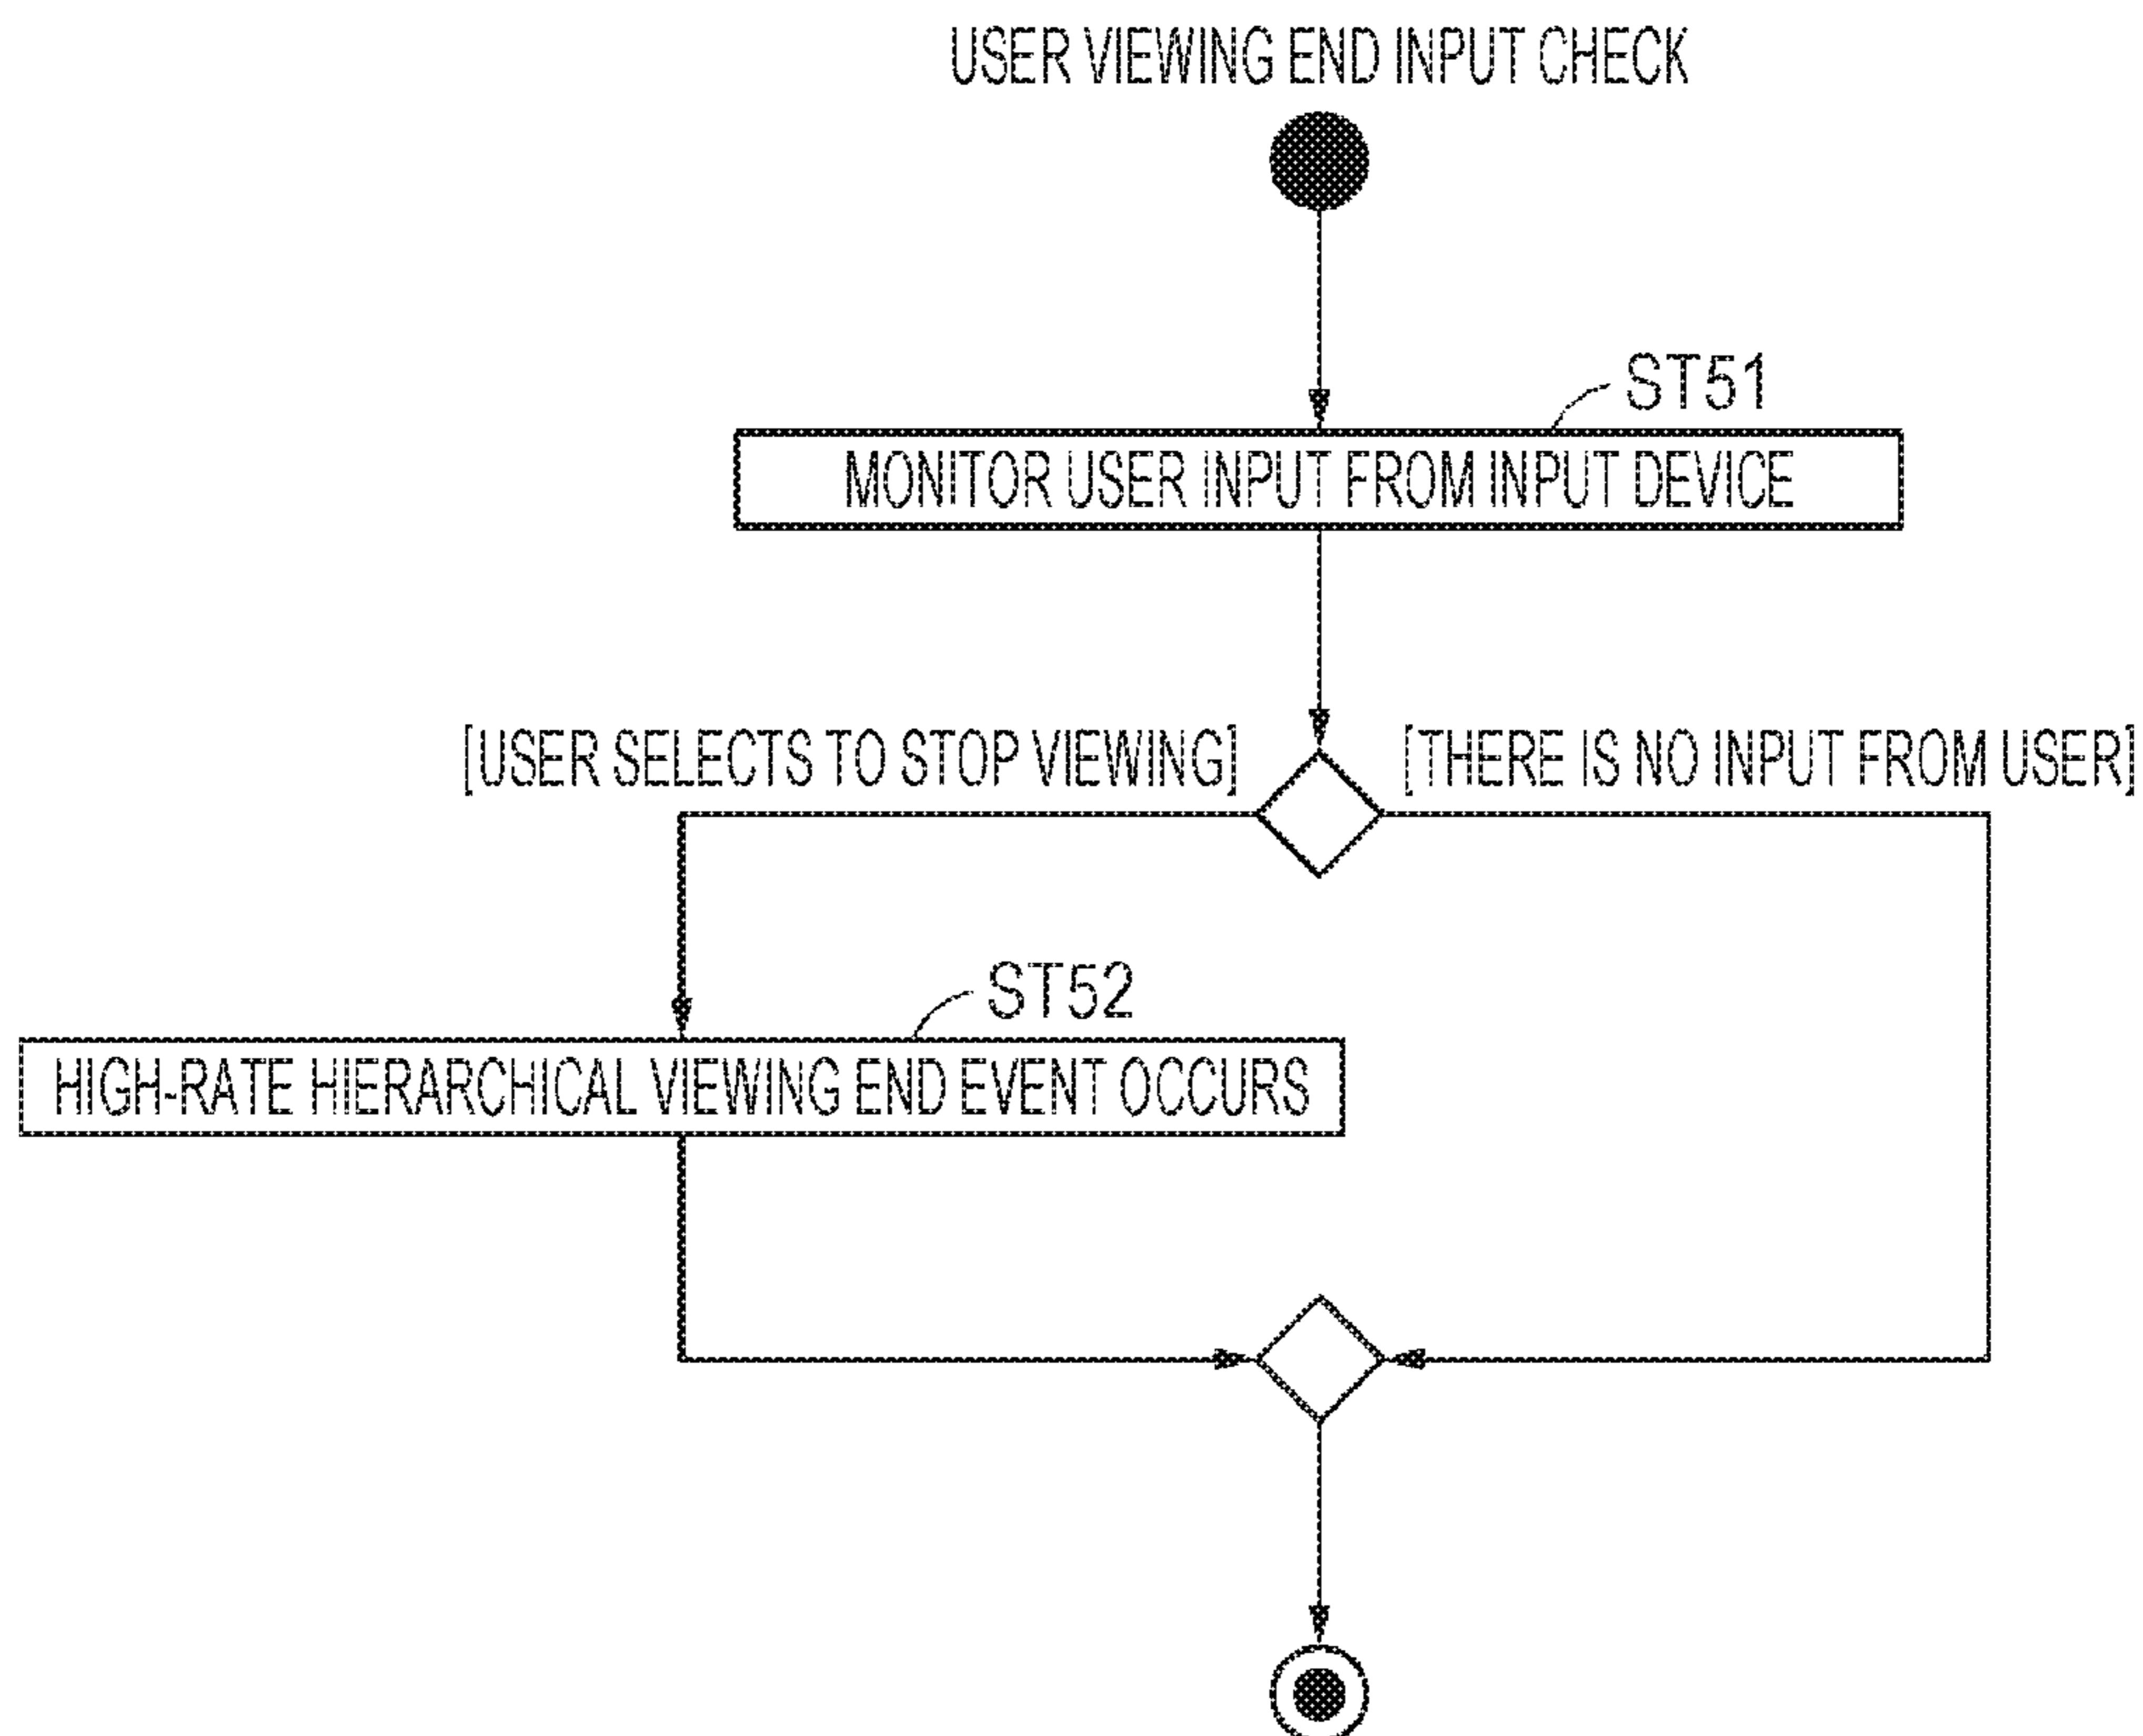 USER VIEWING END INPUT CHECK
ST51
MONITOR USER INPUT FROM INPUT DEVICE
[USER SELECTS TO STOP VIEWING]
[THERE IS NO INPUT FROM USER]
ST52
HIGH-RATE HIERARCHICAL VIEWING END EVENT OCCURS